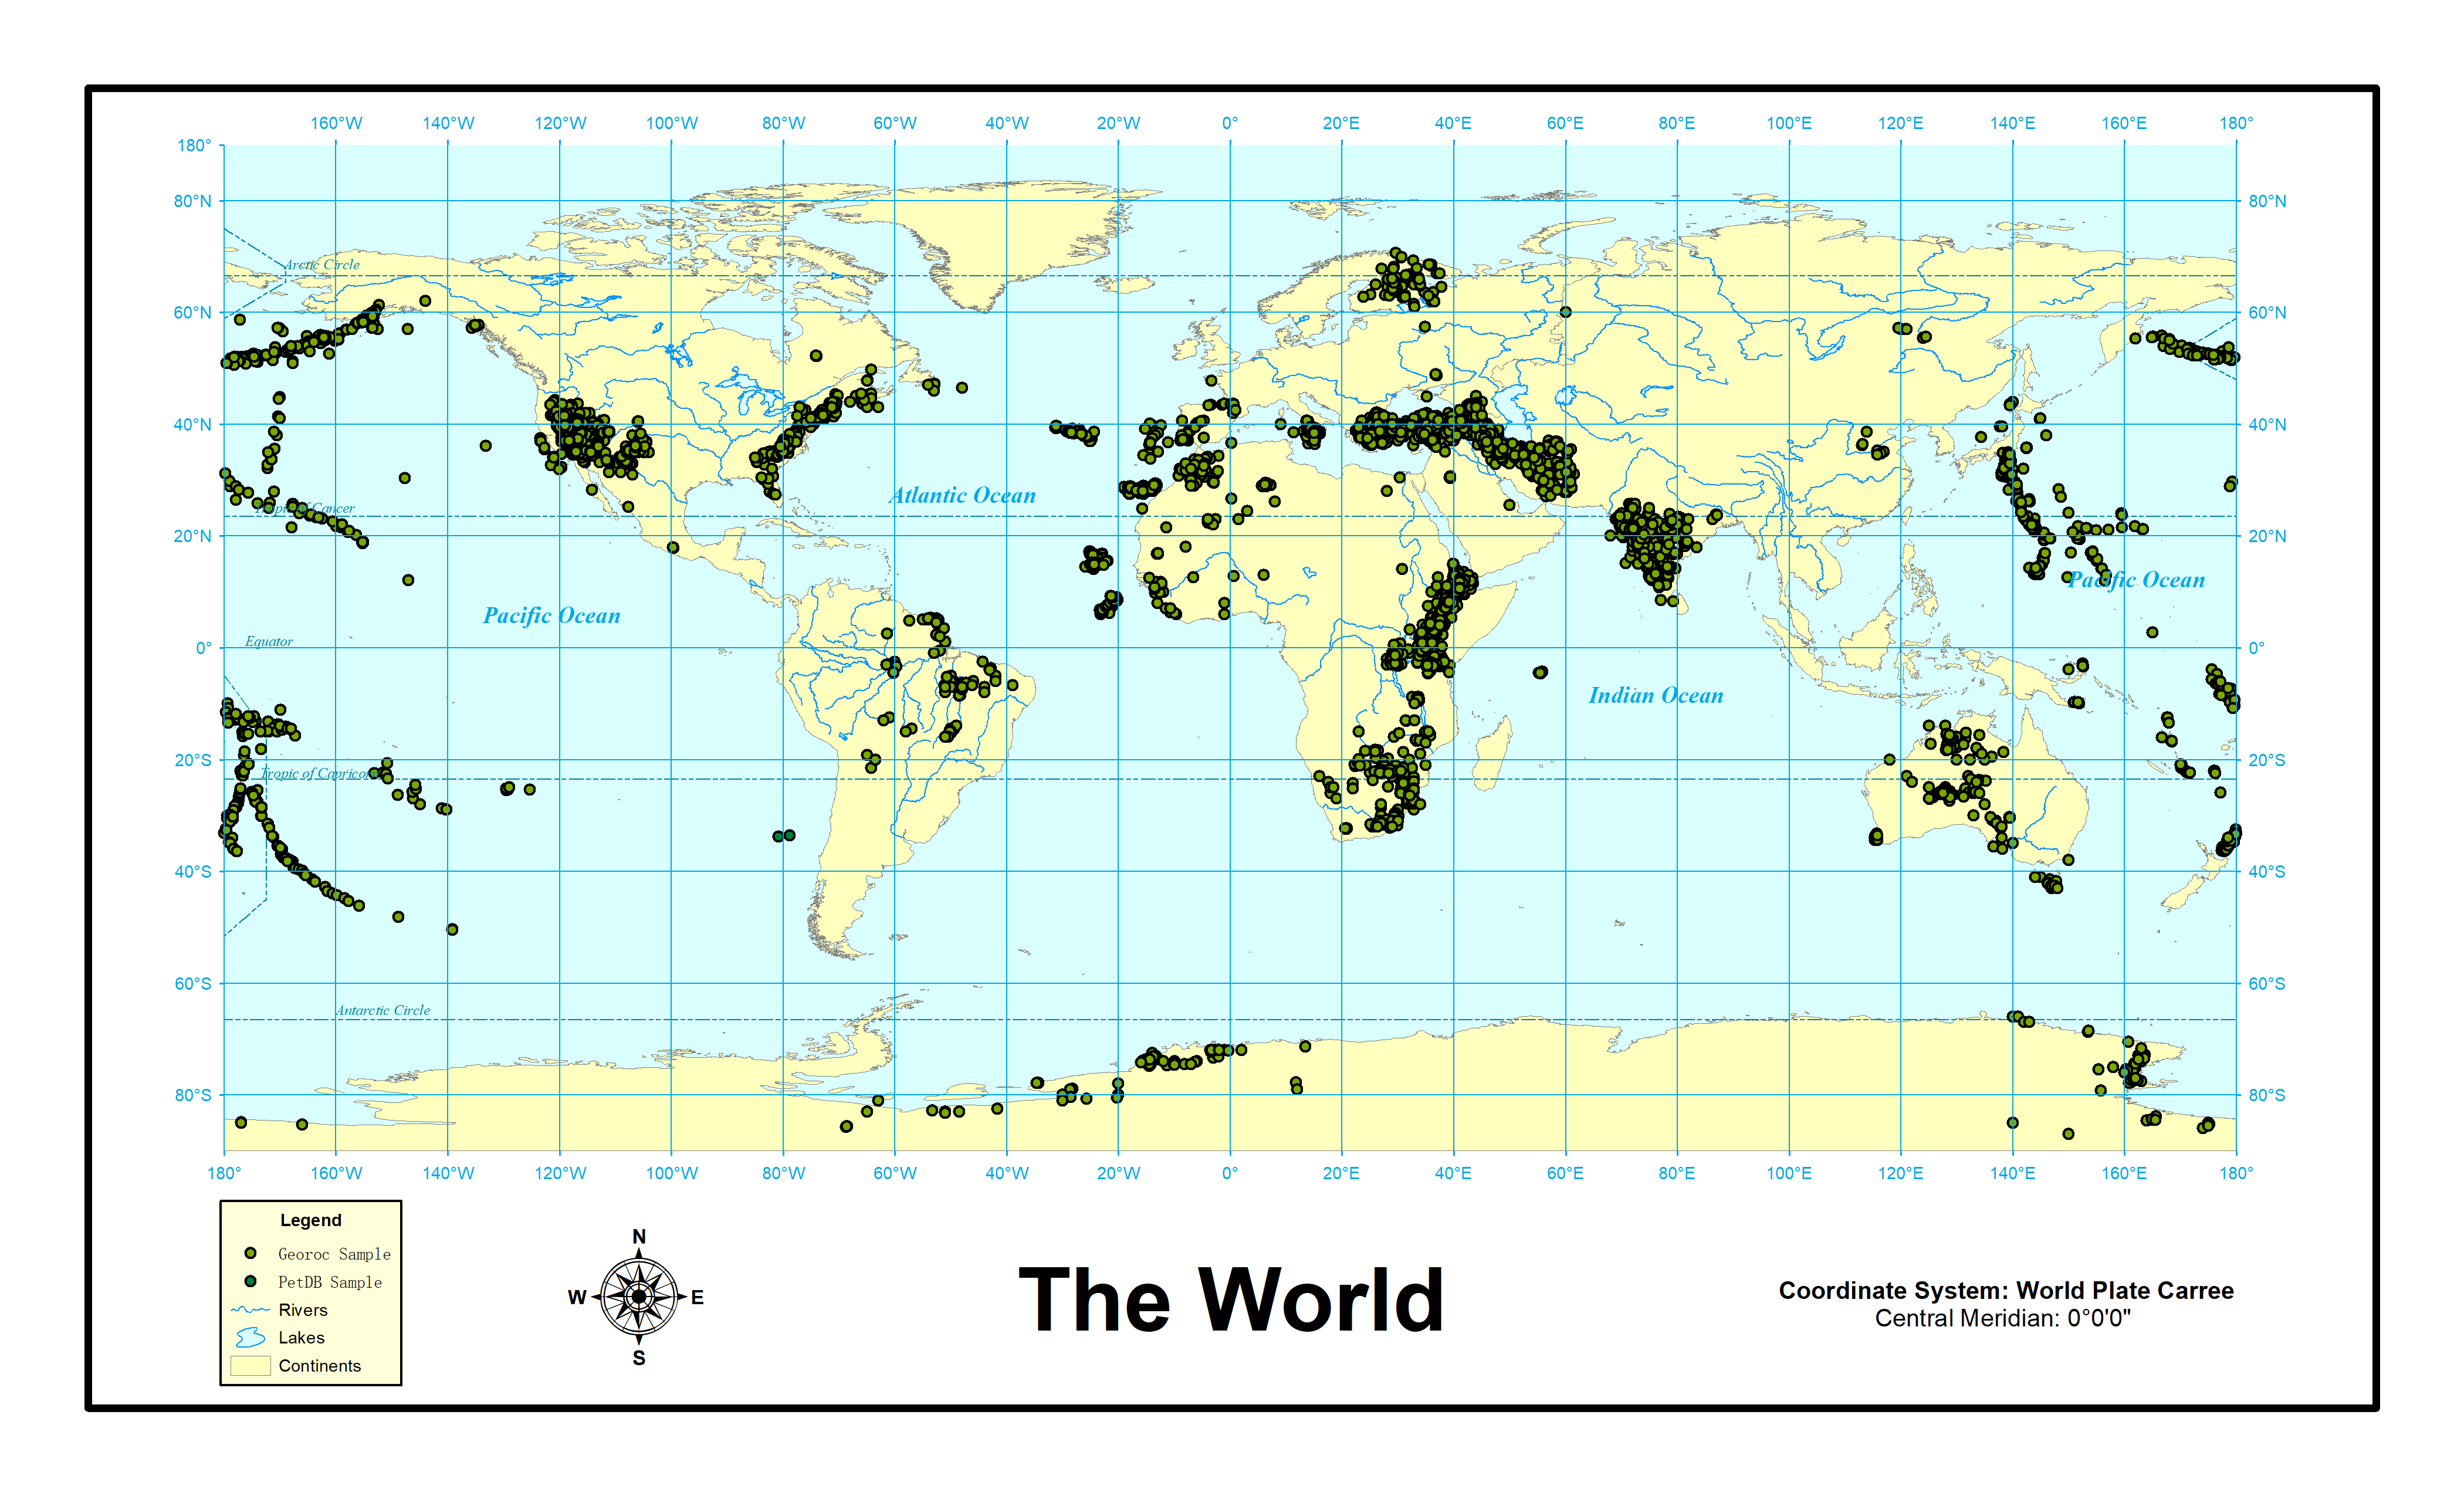 160°W 140°W 120°W 100°W 80°W 60°W 40°W 20°W 0° 20°E 40°E 60°E 80°E 100°E 120°E 140°E 160°E 180°
180°
80°N 80°N
Arctic Circle
60°N 60°N
40°N 40°N
Atlantic Ocean
Tropic of Cancer
20°N 20°N
Pacific Ocean
Pacific Ocean
Equator
0° 0°
Indian Ocean
20°S 20°S
Tropic of Capricorn
40°S 40°S
60°S 60°S
Antarctic Circle
80°S 80°S
180° 160°W 140°W 120°W 100°W 80°W 60°W 40°W 20°W 0° 20°E 40°E 60°E 80°E 100°E 120°E 140°E 160°E 180°
Legend
Georoc Sample
PetDB Sample
Rivers
Lakes
Continents
N
W E
S
The World
Coordinate System: World Plate Carree
Central Meridian: 0°0'0"